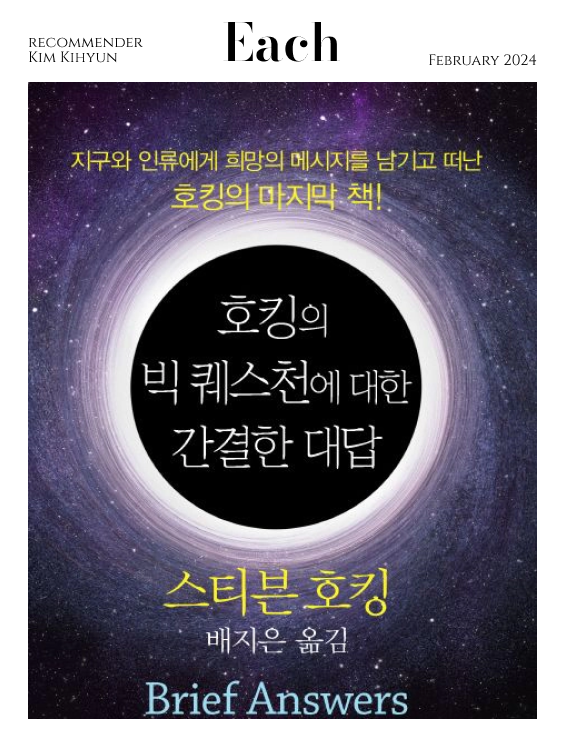 RECOMMENDER
KIM KIHYUN
Each
FEBRUARY 2024
지구와 인류에게 희망의 메시지를 남기고 떠난
호킹의 마지막 책!
호킹의
빅 퀘스천에 대한
간결한 대답
스티븐 호킹
배지은 옮김
Brief Answers